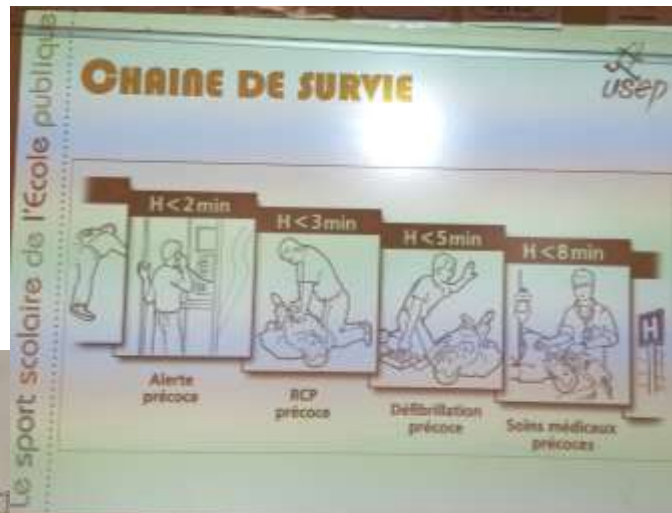 Le sport scolaire de l'Ecole publique
CHAINE DE SURVIE
usep
H<2min
H<3min
H<5min
H<8min
H
Alerte
précoce
RCP
précoce
Défibrillation
précoce
Soins médicaux
précoces